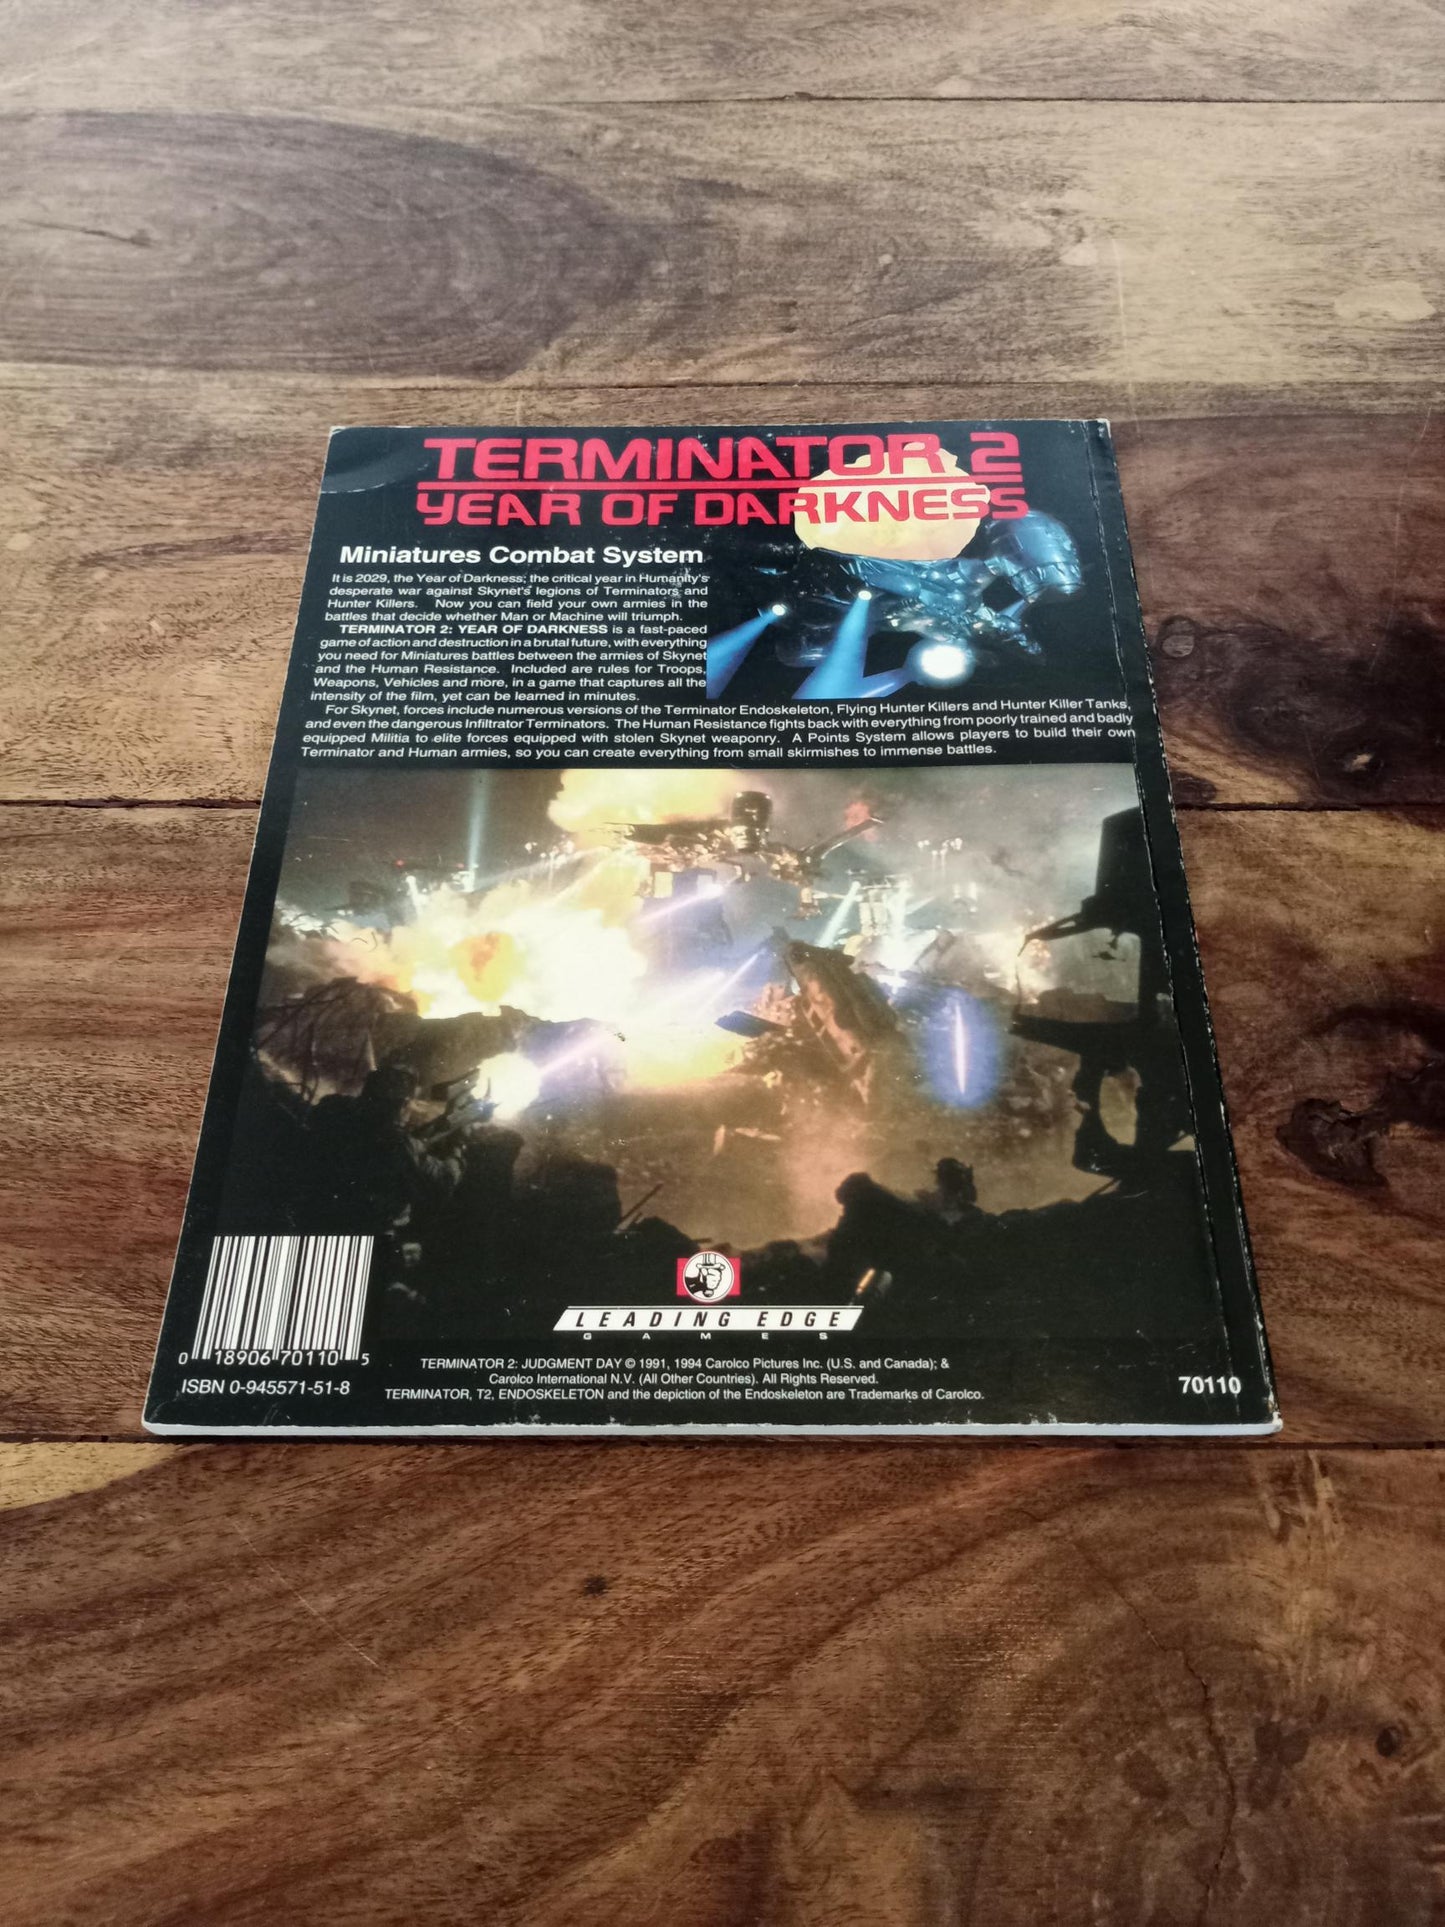 TERMINATOR 2
YEAR OF DARKNESS
Miniatures Combat System
It is 2029, the Year of Darkness; the critical year in Humanity's
desperate war against Skynet's legions of Terminators and
Hunter Killers. Now you can field your own armies in the
battles that decide whether Man or Machine will triumph.
TERMINATOR 2: YEAR OF DARKNESS is a fast-paced
game of action and destruction in a brutal future, with everything
you need for Miniatures battles between the armies of Skynet
and the Human Resistance. Included are rules for Troops,
Weapons, Vehicles and more, in a game that captures all the
intensity of the film, yet can be learned in minutes.
For Skynet, forces include numerous versions of the Terminator Endoskeleton, Flying Hunter Killers and Hunter Killer Tanks,
and even the dangerous Infiltrator Terminators. The Human Resistance fights back with everything from poorly trained and badly
equipped Militia to elite forces equipped with stolen Skynet weaponry. A Points System allows players to build their own
Terminator and Human armies, so you can create everything from small skirmishes to immense battles.
LEADING EDGE
GAMES
0 18906 70110 5
ISBN 0-945571-51-8
TERMINATOR 2: JUDGMENT DAY © 1991, 1994 Carolco Pictures Inc. (U.S. and Canada); &
Carolco International N.V. (All Other Countries). All Rights Reserved.
TERMINATOR, T2, ENDOSKELETON and the depiction of the Endoskeleton are Trademarks of Carolco.
70110